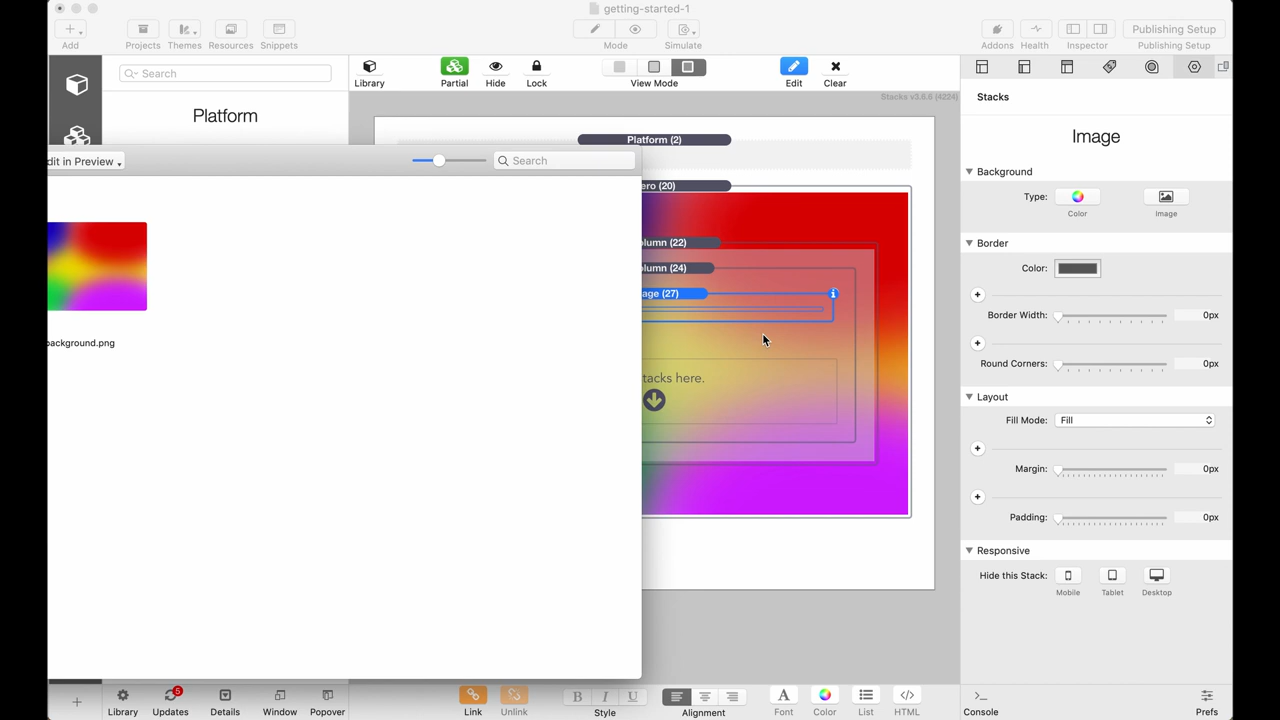 getting-started-1
Add
Projects
Themes
Resources
Snippets
Mode
Simulate
Addons
Health
Inspector
Publishing Setup
Publishing Setup
Search
Platform
Library
Partial
Hide
Lock
View Mode
Edit
Clear
Stacks v3.6.6 (4224)
Platform (2)
dit in Preview
Search
ero (20)
lumn (22)
lumn (24)
age (27)
tacks here.
background.png
Stacks
Image
Background
Type:
Color
Image
Border
Color:
Border Width:
0px
Round Corners:
0px
Layout
Fill Mode:
Fill
Margin:
0px
Padding:
0px
Responsive
Hide this Stack:
Mobile
Tablet
Desktop
Library
5
Updates
Details
Window
Popover
Link
Unlink
B I U
Style
Alignment
A
Font
Color
List
HTML
Console
Prefs